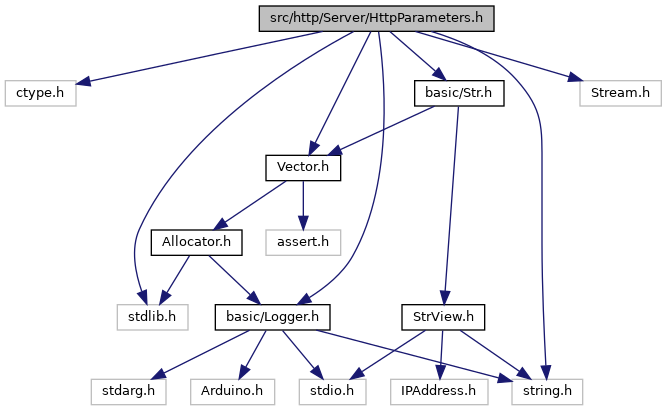 src/http/Server/HttpParameters.h
ctype.h
basic/Str.h
Stream.h
Vector.h
Allocator.h
assert.h
stdlib.h
basic/Logger.h
StrView.h
stdarg.h
Arduino.h
stdio.h
IPAddress.h
string.h